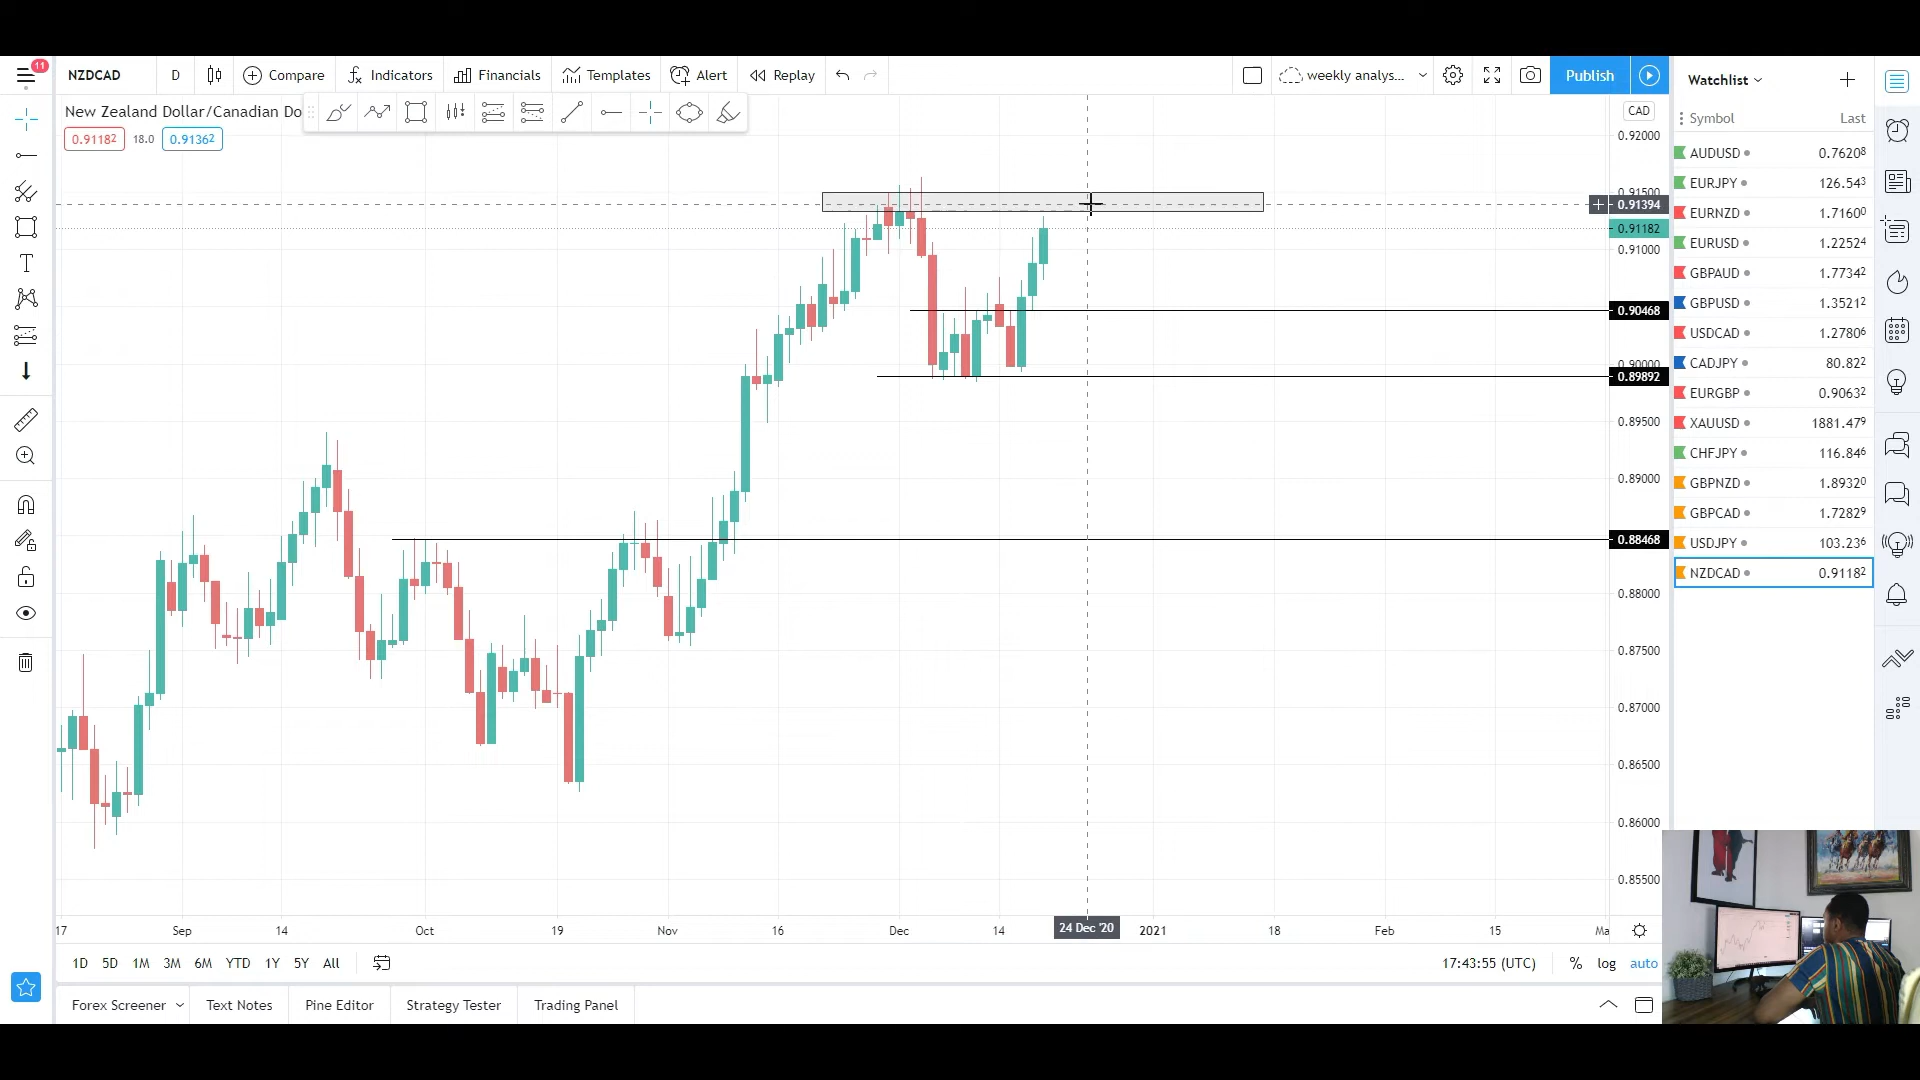 11
NZDCAD D Compare Indicators Financials Templates Alert Replay weekly analys... Publish
New Zealand Dollar/Canadian Do
0.91182 18.0 0.91362
CAD
0.92000
0.91500
0.91394
0.91182
0.91000
0.90468
0.90000
0.89892
0.89500
0.89000
0.88468
0.88000
0.87500
0.87000
0.86500
0.86000
0.85500
17 Sep 14 Oct 19 Nov 16 Dec 14 24 Dec '20 2021 18 Feb 15 Ma
1D 5D 1M 3M 6M YTD 1Y 5Y All 17:43:55 (UTC) % log auto
Forex Screener Text Notes Pine Editor Strategy Tester Trading Panel
Watchlist
Symbol Last
AUDUSD 0.76208
EURJPY 126.543
EURNZD 1.71600
EURUSD 1.22524
GBPAUD 1.77342
GBPUSD 1.35212
USDCAD 1.27806
CADJPY 80.822
EURGBP 0.90632
XAUUSD 1881.479
CHFJPY 116.846
GBPNZD 1.89320
GBPCAD 1.72829
USDJPY 103.236
NZDCAD 0.91182